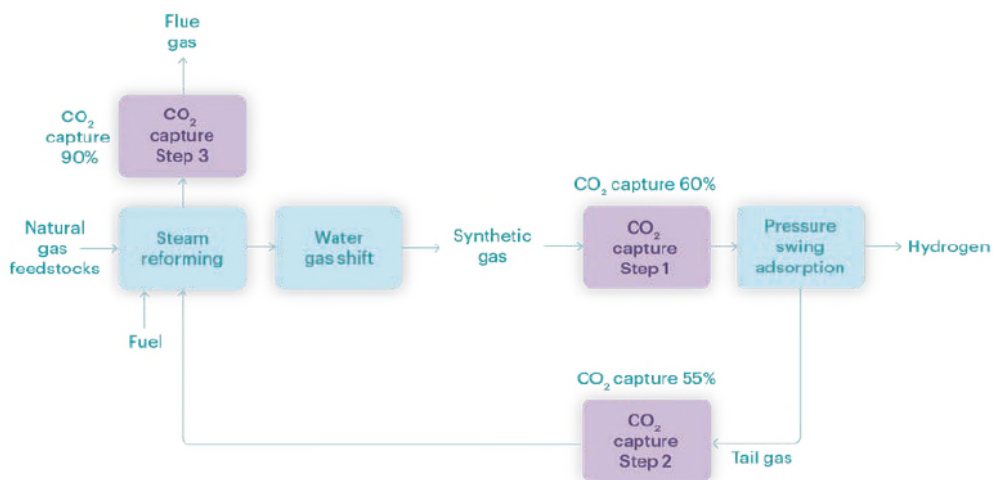 Flue
gas
CO₂
capture
90%
CO₂
capture
Step 3
CO₂ capture 60%
Natural
gas
feedstocks
Steam
reforming
Water
gas shift
Synthetic
gas
CO₂
capture
Step 1
Pressure
swing
adsorption
Hydrogen
Fuel
CO₂ capture 55%
CO₂
capture
Step 2
Tail gas